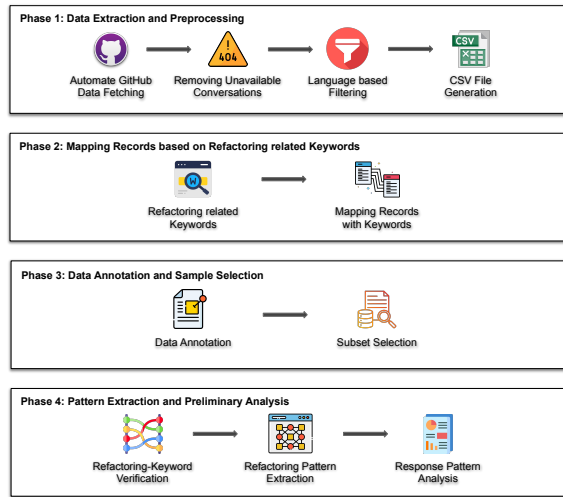 Phase 1: Data Extraction and Preprocessing
404
CSV
Automate GitHub
Data Fetching
Removing Unavailable
Conversations
Language based
Filtering
CSV File
Generation
Phase 2: Mapping Records based on Refactoring related Keywords
W
Refactoring related
Keywords
Mapping Records
with Keywords
Phase 3: Data Annotation and Sample Selection
Data Annotation
Subset Selection
Phase 4: Pattern Extraction and Preliminary Analysis
Refactoring-Keyword
Verification
Refactoring Pattern
Extraction
Response Pattern
Analysis